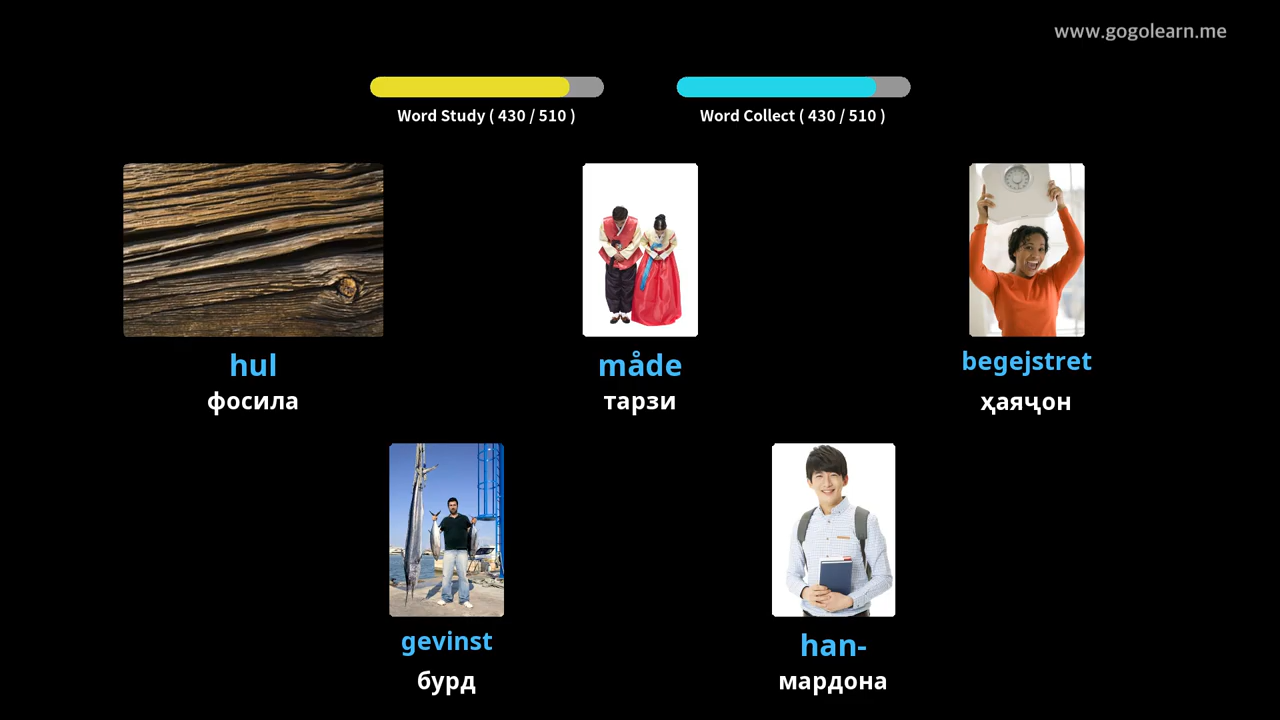 www.gogolearn.me
Word Study ( 430 / 510 )
Word Collect ( 430 / 510 )
hul
фосила
måde
тарзи
begejstret
ҳаяҷон
gevinst
бурд
han-
мардона